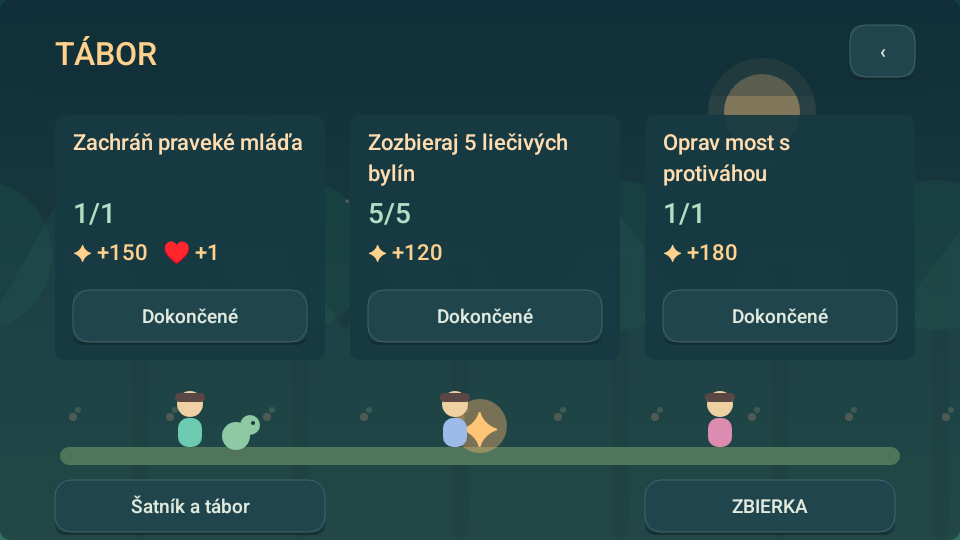 TÁBOR
‹
Zachráň praveké mláďa
1/1
+150 +1
Dokončené
Zozbieraj 5 liečivých
bylín
5/5
+120
Dokončené
Oprav most s
protiváhou
1/1
+180
Dokončené
Šatník a tábor
ZBIERKA